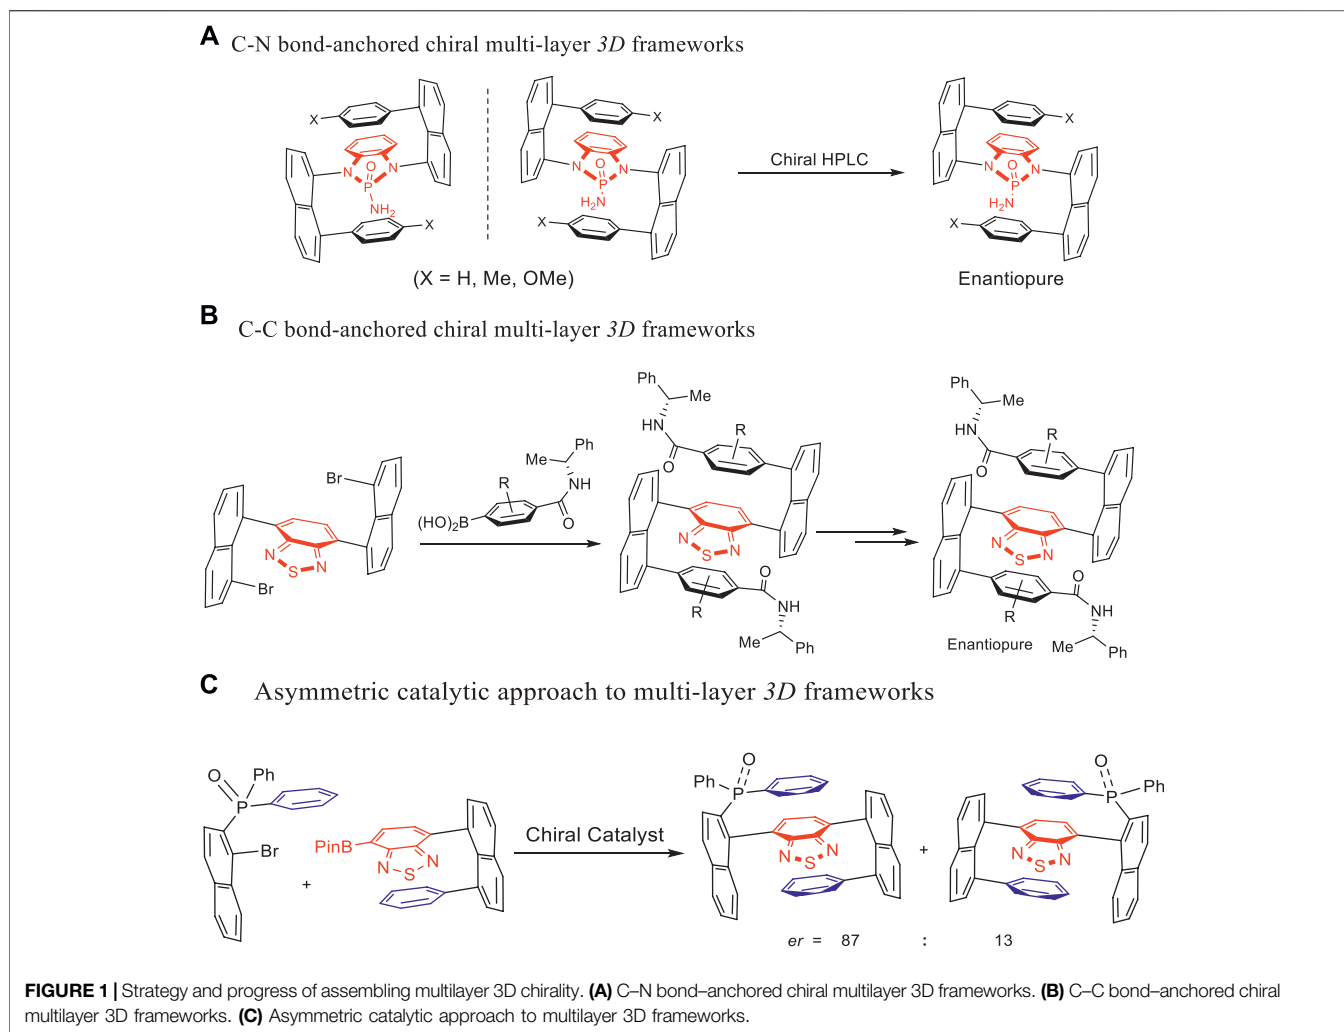 A C-N bond-anchored chiral multi-layer 3D frameworks
X
N N
O
P
NH2
X
X
N N
O
P
H2N
X
Chiral HPLC
X
N N
O
P
H2N
X
(X = H, Me, OMe)
Enantiopure
B C-C bond-anchored chiral multi-layer 3D frameworks
Br
N N
S
Br
Ph
Me
NH
R
O
(HO)2B
Ph
Me
HN
R
O
N N
S
O
R
NH
Me
Ph
Ph
Me
HN
R
O
N N
S
O
R
NH
Enantiopure
Me
Ph
C Asymmetric catalytic approach to multi-layer 3D frameworks
O
Ph
P
Br
+
PinB
N N
S
Chiral Catalyst
O
Ph
P
N N
S
+
O
Ph
P
N N
S
er = 87 : 13
FIGURE 1 | Strategy and progress of assembling multilayer 3D chirality. (A) C–N bond–anchored chiral multilayer 3D frameworks. (B) C–C bond–anchored chiral
multilayer 3D frameworks. (C) Asymmetric catalytic approach to multilayer 3D frameworks.